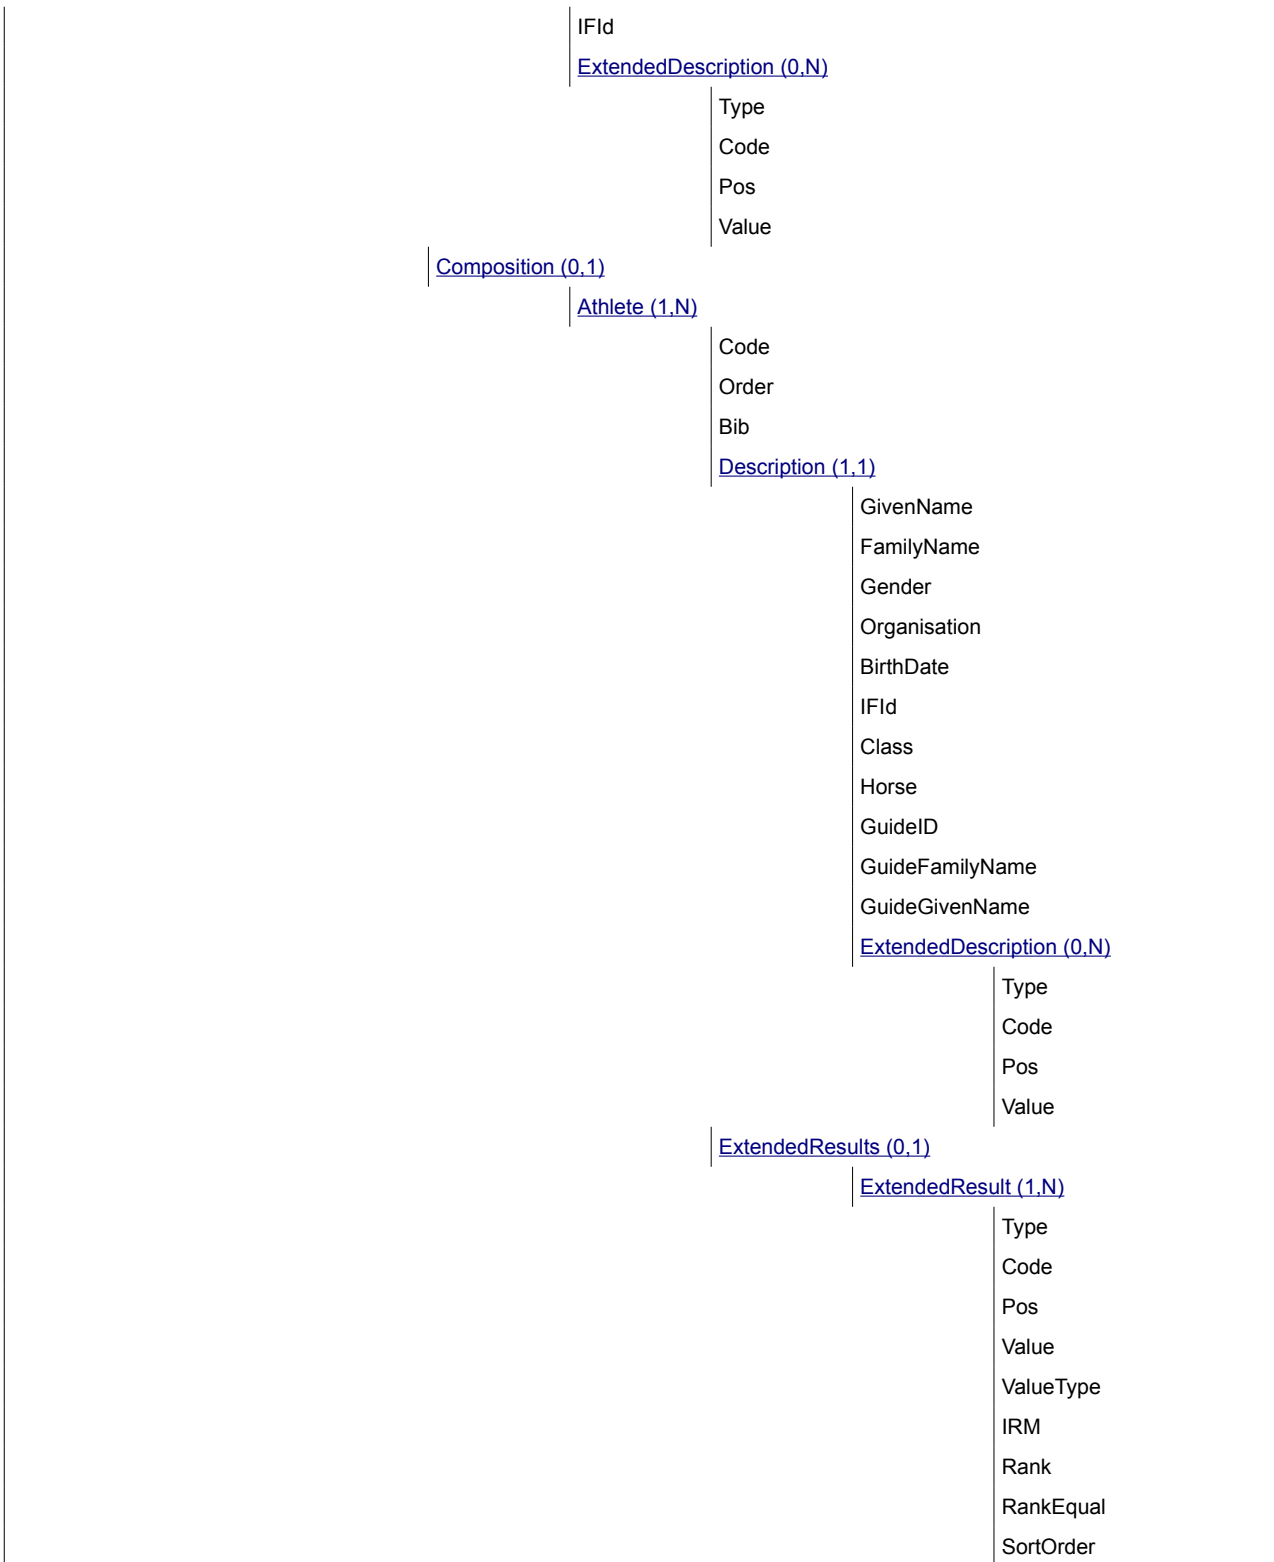 IFId
ExtendedDescription (0,N)
Type
Code
Pos
Value
Composition (0,1)
Athlete (1,N)
Code
Order
Bib
Description (1,1)
GivenName
FamilyName
Gender
Organisation
BirthDate
IFId
Class
Horse
GuideID
GuideFamilyName
GuideGivenName
ExtendedDescription (0,N)
Type
Code
Pos
Value
ExtendedResults (0,1)
ExtendedResult (1,N)
Type
Code
Pos
Value
ValueType
IRM
Rank
RankEqual
SortOrder